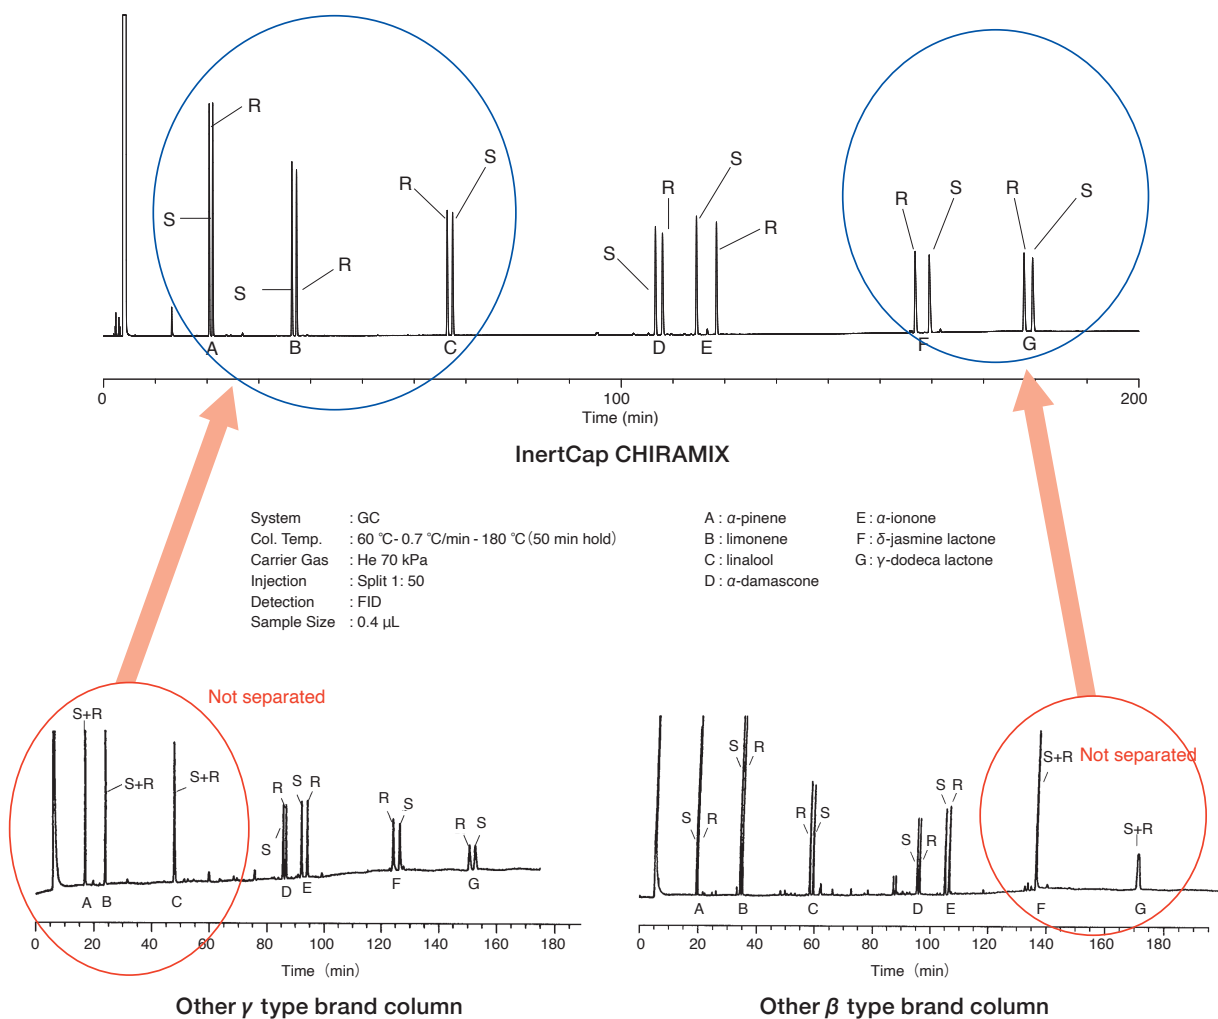 R
S
S
R
R
S
S
R
S
R
R
S
R
S
A
B
C
D
E
F
G
0
100
200
Time (min)
InertCap CHIRAMIX
System : GC
Col. Temp. : 60 ℃- 0.7 ℃/min - 180 ℃(50 min hold)
Carrier Gas : He 70 kPa
Injection : Split 1: 50
Detection : FID
Sample Size : 0.4 μL
A : α-pinene
B : limonene
C : linalool
D : α-damascone
E : α-ionone
F : δ-jasmine lactone
G : γ-dodeca lactone
Not separated
S+R
S+R
S+R
R
S
S
R
R
S
R
S
A
B
C
D
E
F
G
0 20 40 60 80 100 120 140 160 180
Time (min)
Other γ type brand column
Not separated
S
R
S
R
R
S
S
R
S
R
S+R
S+R
A
B
C
D
E
F
G
0 20 40 60 80 100 120 140 160 180
Time (min)
Other β type brand column